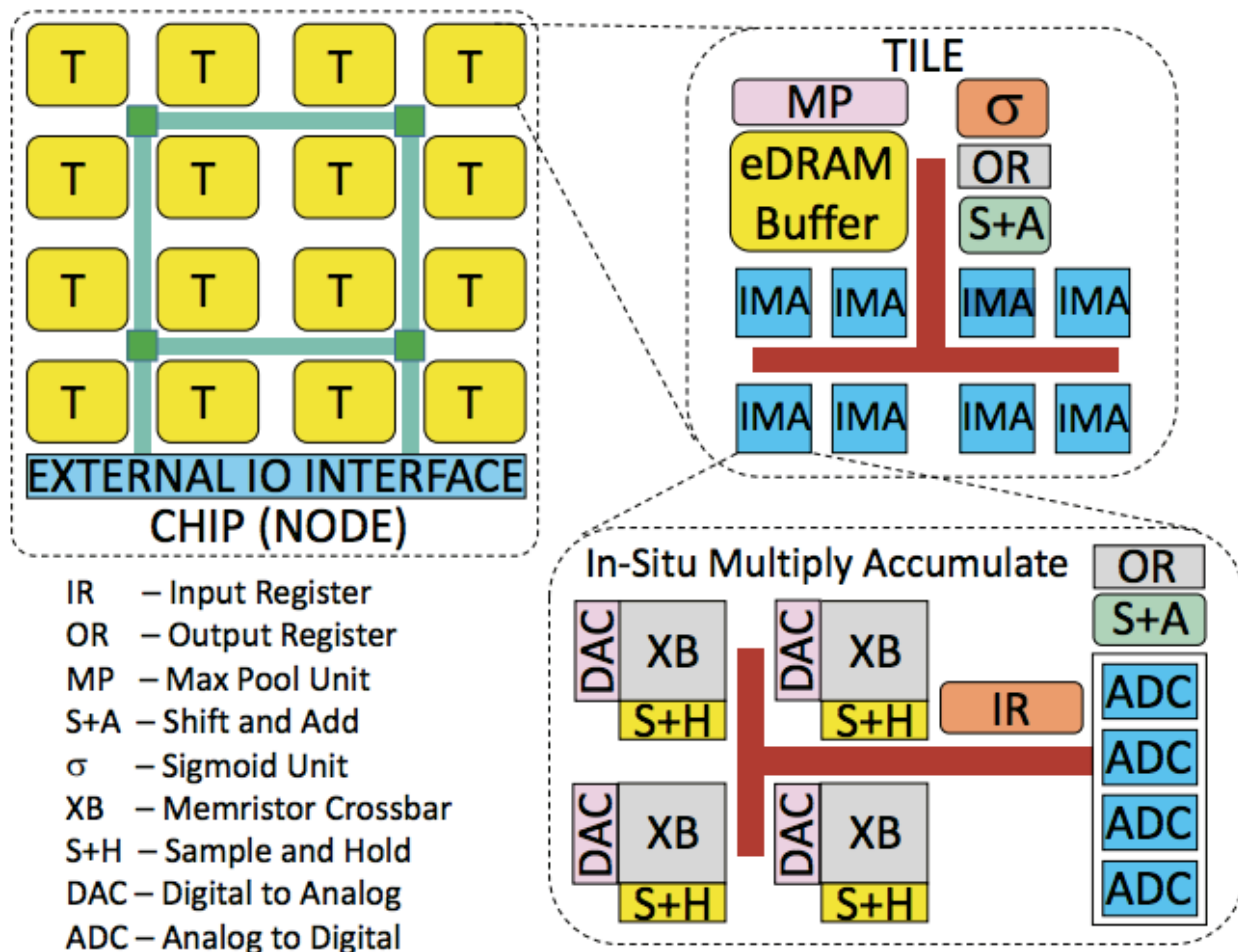 T T T T
T T T T
T T T T
T T T T
EXTERNAL IO INTERFACE
CHIP (NODE)
IR – Input Register
OR – Output Register
MP – Max Pool Unit
S+A – Shift and Add
σ – Sigmoid Unit
XB – Memristor Crossbar
S+H – Sample and Hold
DAC – Digital to Analog
ADC – Analog to Digital
TILE
MP
σ
eDRAM
Buffer
OR
S+A
IMA IMA IMA IMA
IMA IMA IMA IMA
In-Situ Multiply Accumulate
OR
S+A
DAC XB DAC XB
S+H S+H
IR
ADC
ADC
ADC
ADC
DAC XB DAC XB
S+H S+H